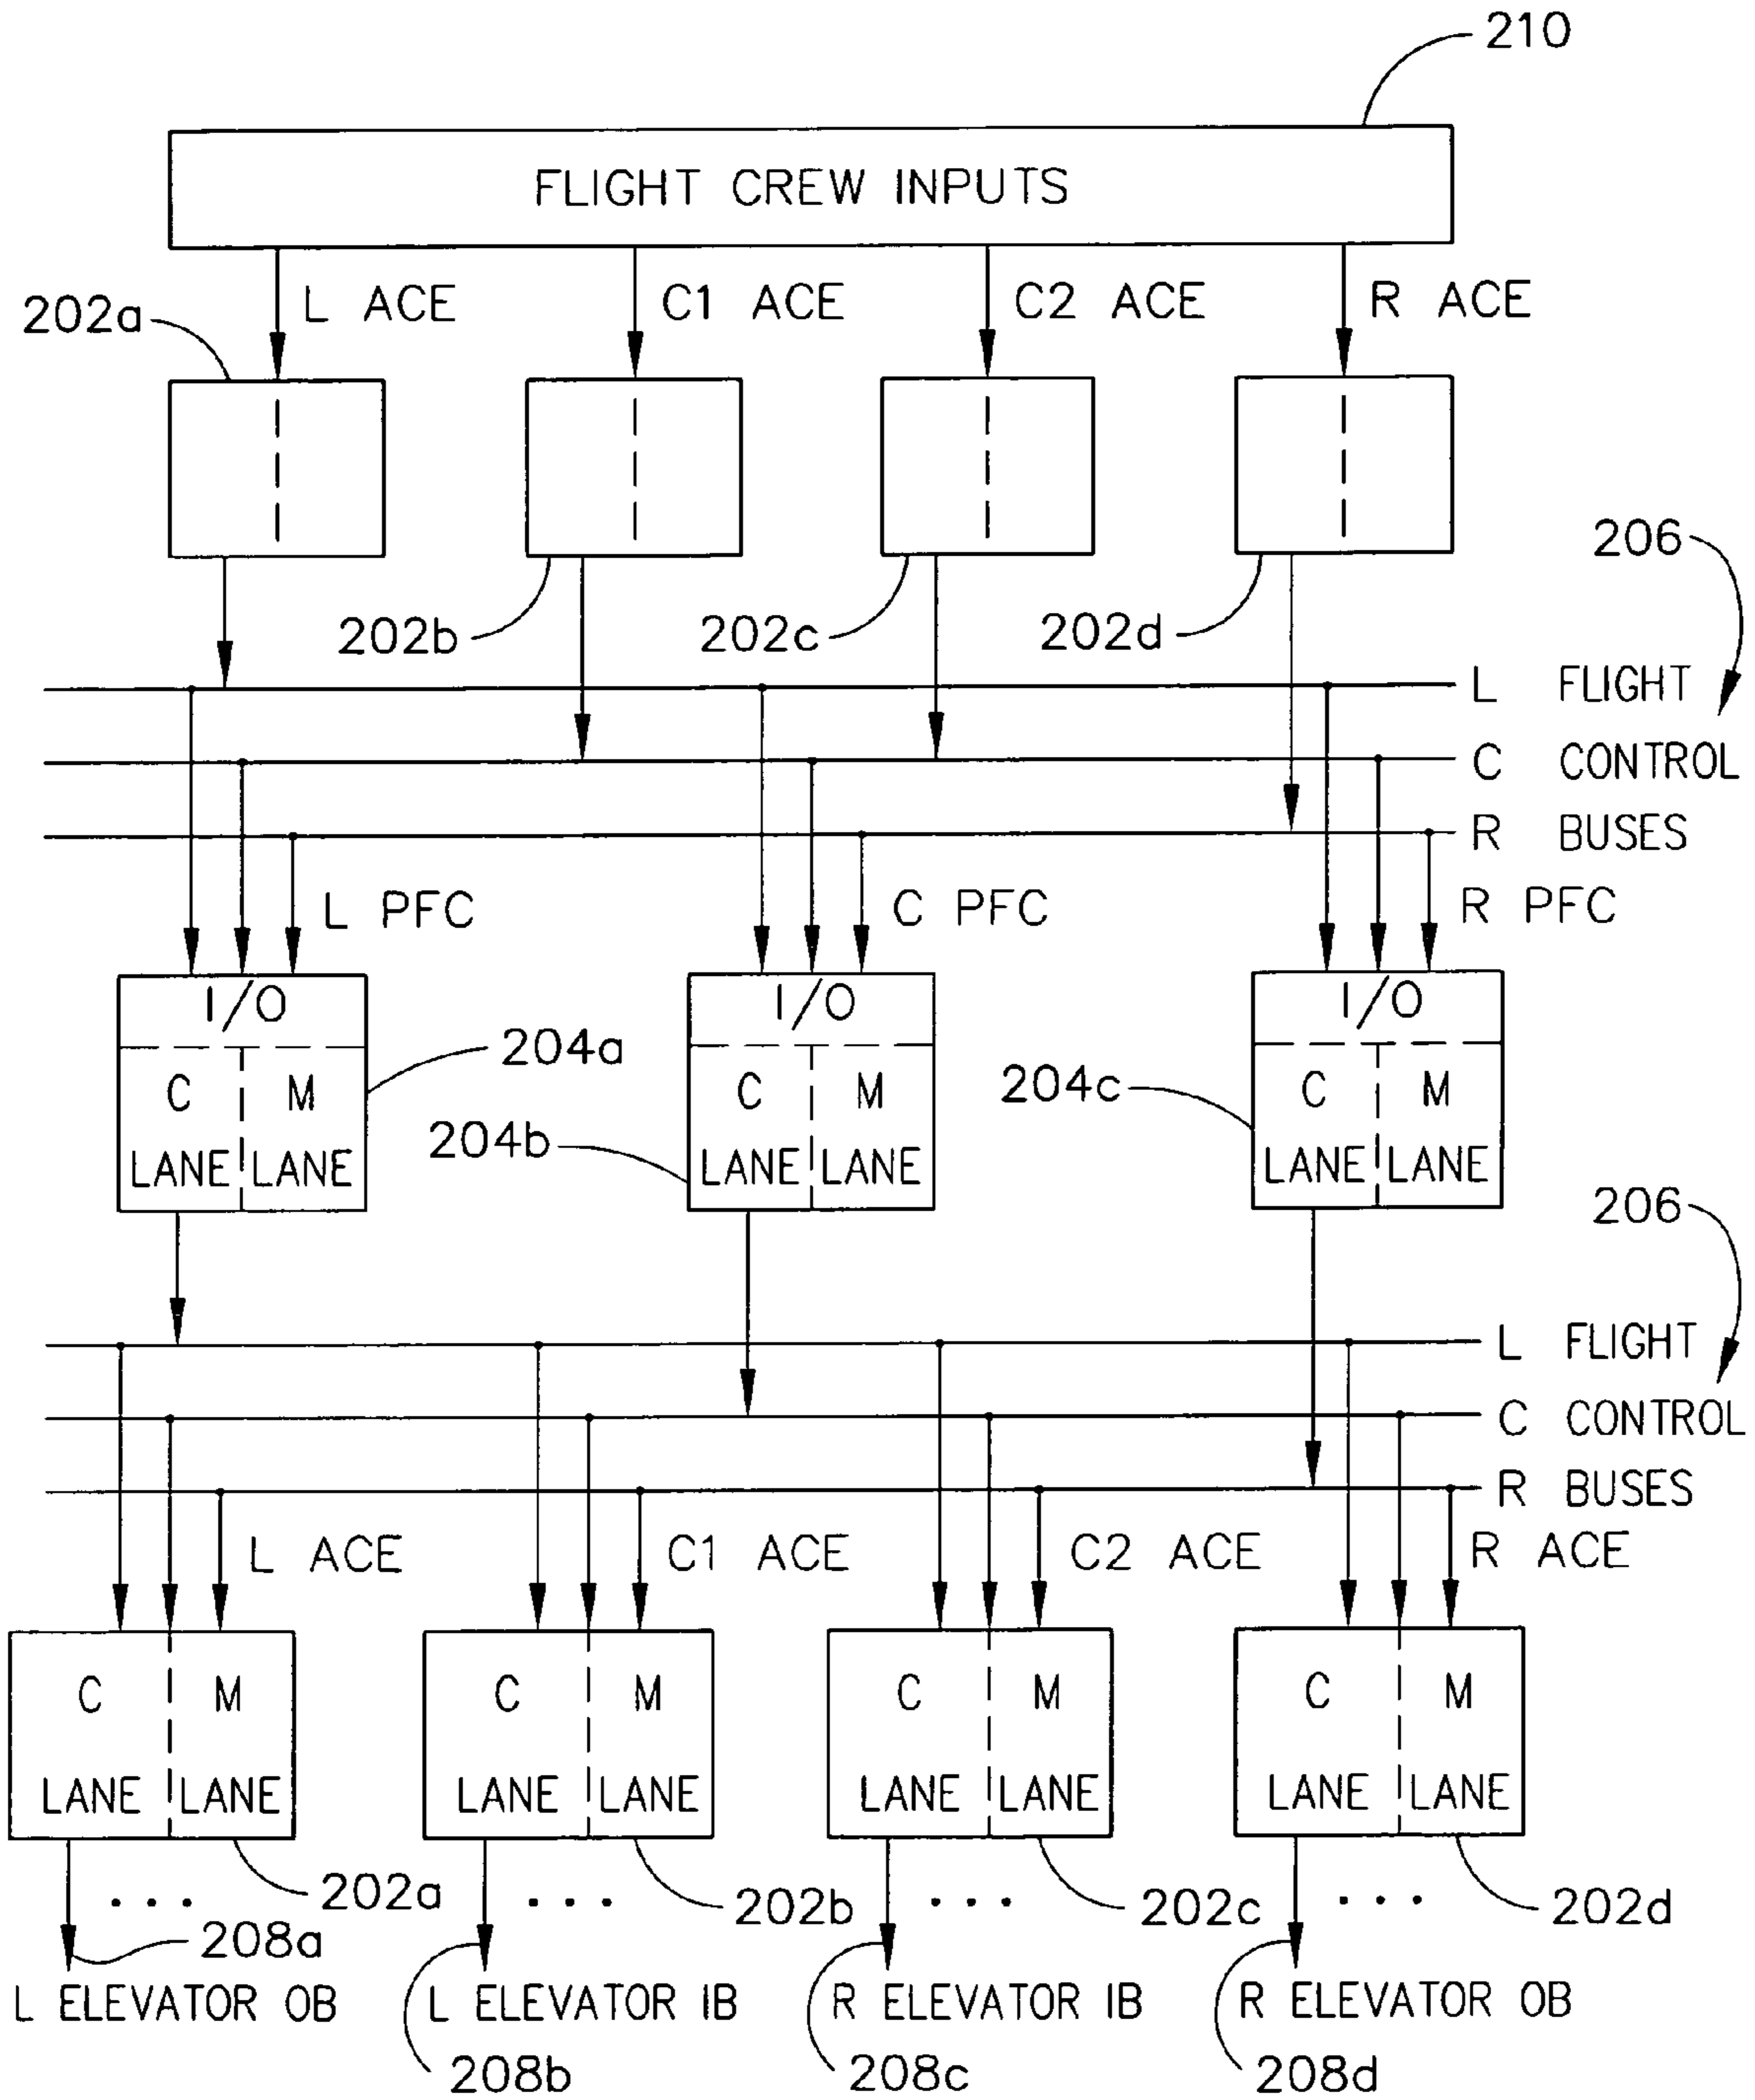 210
FLIGHT CREW INPUTS
L ACE
C1 ACE
C2 ACE
R ACE
202a
202b
202c
202d
206
L FLIGHT
C CONTROL
R BUSES
L PFC
C PFC
R PFC
I/O
I/O
I/O
C
LANE
M
LANE
204a
C
LANE
M
LANE
204b
C
LANE
M
LANE
204c
206
L FLIGHT
C CONTROL
R BUSES
L ACE
C1 ACE
C2 ACE
R ACE
C
LANE
M
LANE
C
LANE
M
LANE
C
LANE
M
LANE
C
LANE
M
LANE
...
202a
...
202b
...
202c
...
202d
208a
L ELEVATOR OB
L ELEVATOR IB
R ELEVATOR IB
R ELEVATOR OB
208b
208c
208d